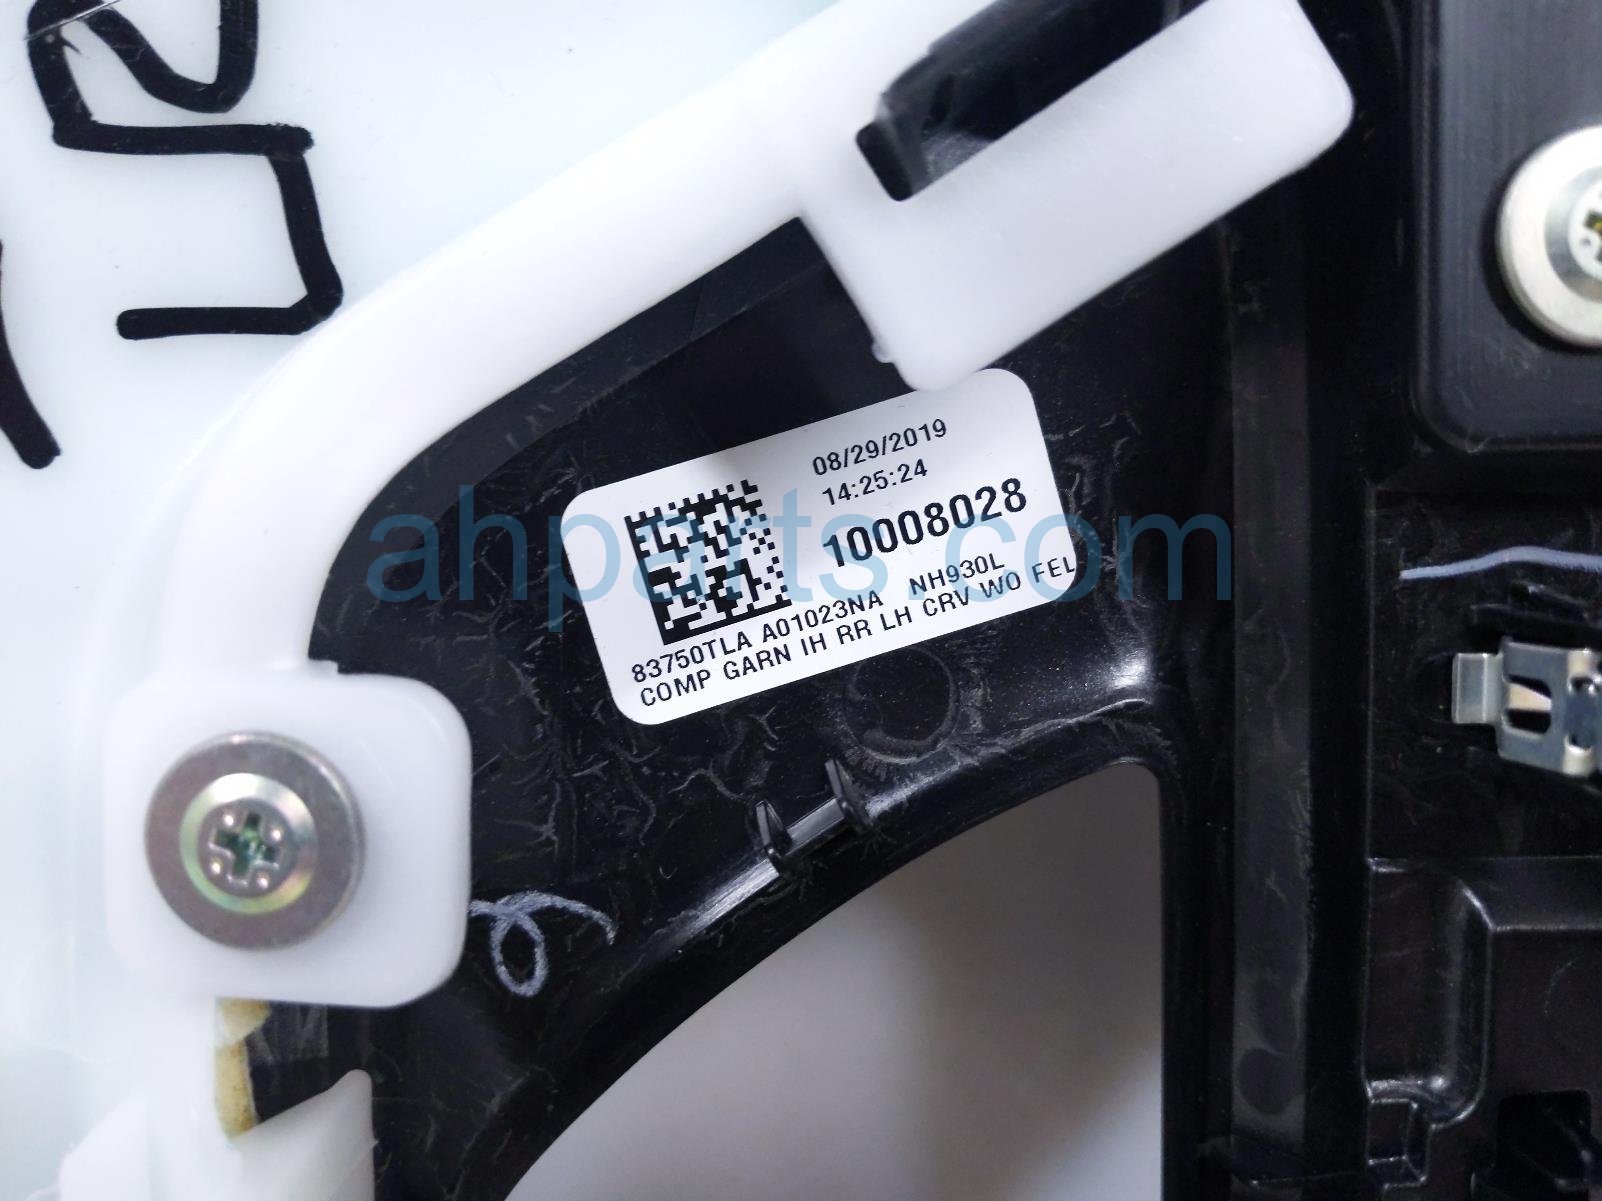 08/29/2019
14:25:24
10008028
83750TLA A01023NA NH930L
COMP GARN IH RR LH CRV WO FEL
ahparts.com